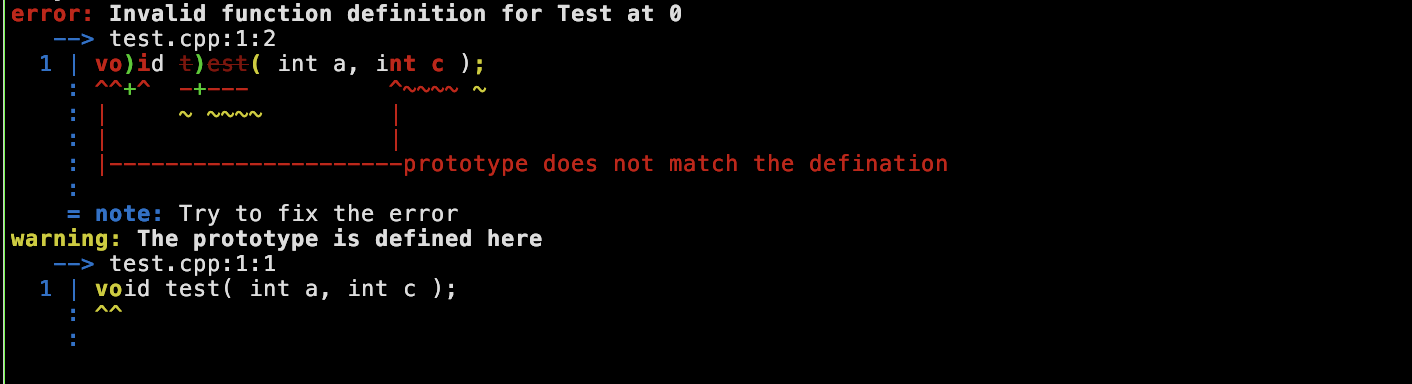 error: Invalid function definition for Test at 0
   --> test.cpp:1:2
  1 | vo)id t)est( int a, int c );
    : ^^+^  -+---          ^~~~~ ~
    : |     ~ ~~~~         |
    : |                    |
    : |---------------------prototype does not match the defination
    :
    = note: Try to fix the error
warning: The prototype is defined here
   --> test.cpp:1:1
  1 | void test( int a, int c );
    : ^^
    :